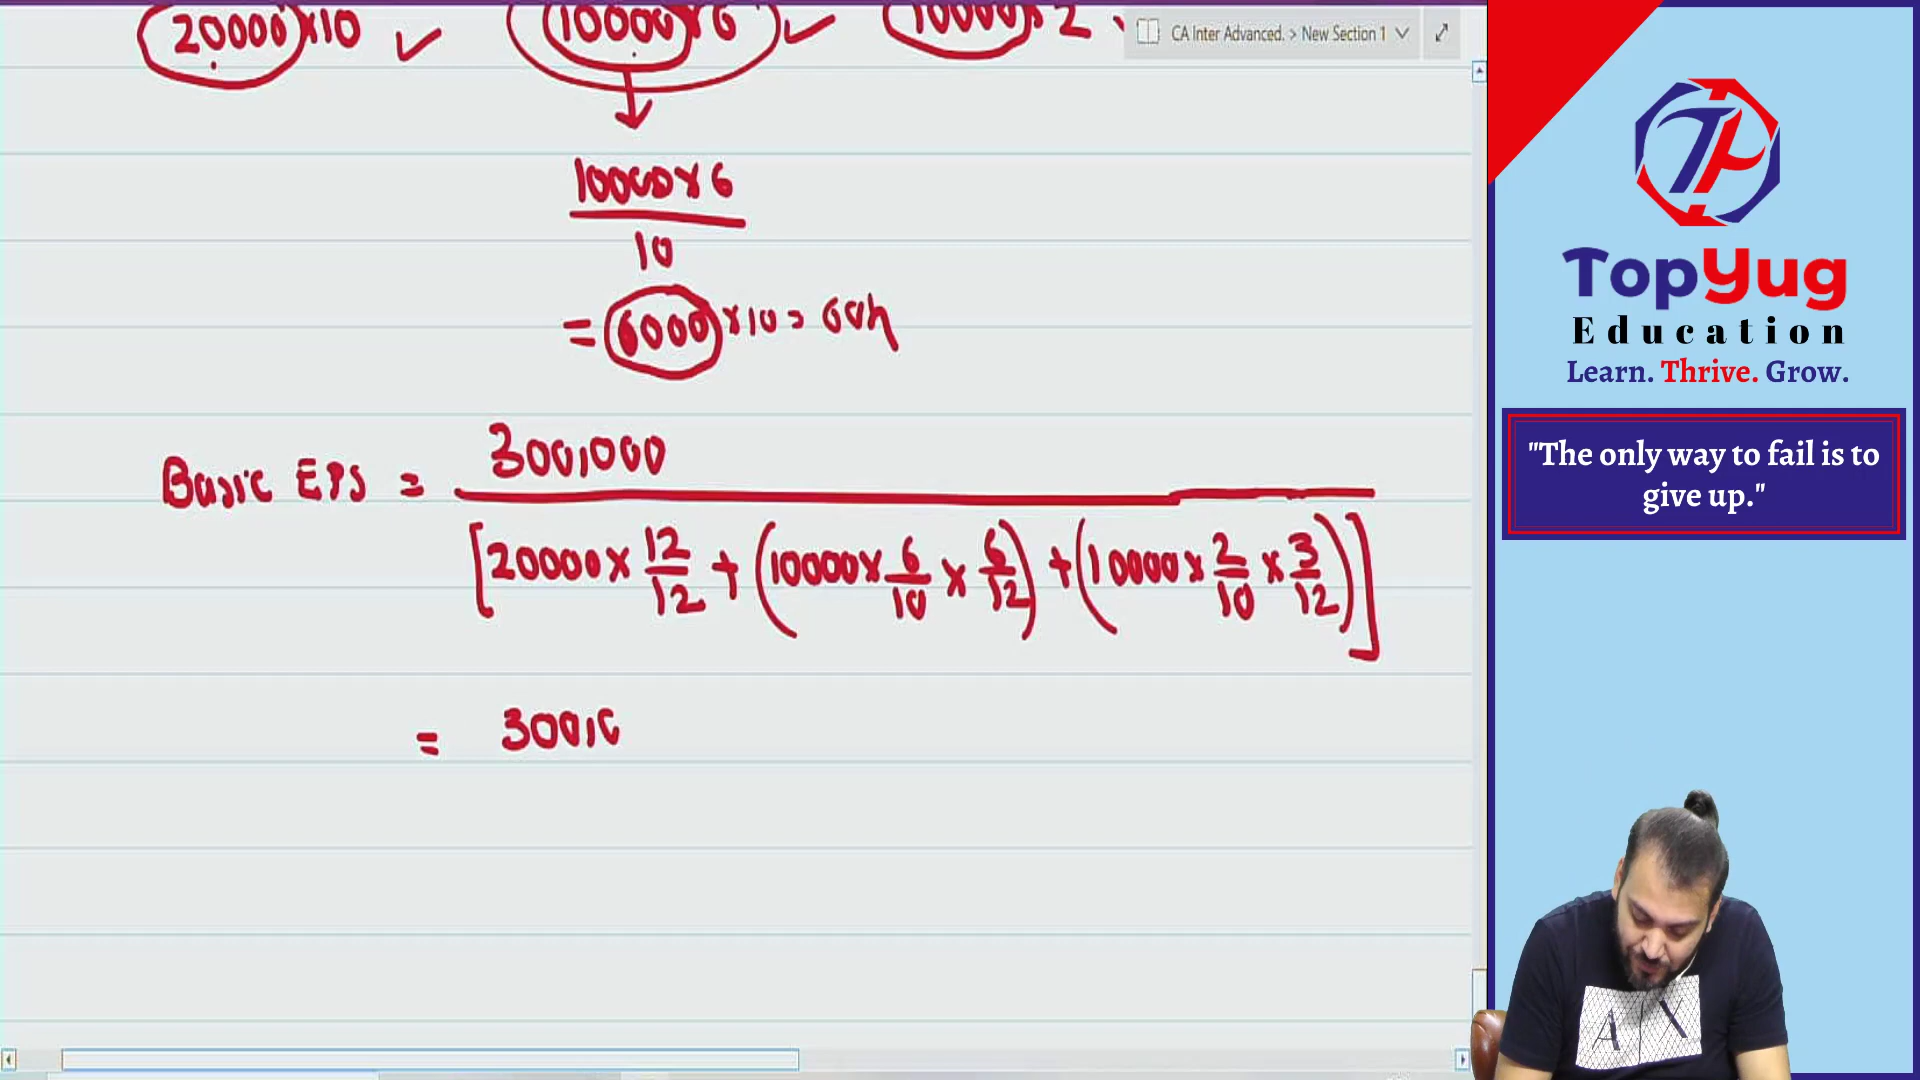 20000×10 ✓ 10000×6 ✓ 10000×2
CA Inter Advanced. > New Section 1
10000×6
10
= 6000 ×10 = 60k
Basic EPS = 300,000
[20000× 12/12 + (10000× 6/10 × 6/12) + (10000× 2/10 × 3/12)]
= 300,0
TopYug
Education
Learn. Thrive. Grow.
"The only way to fail is to
give up."
A X